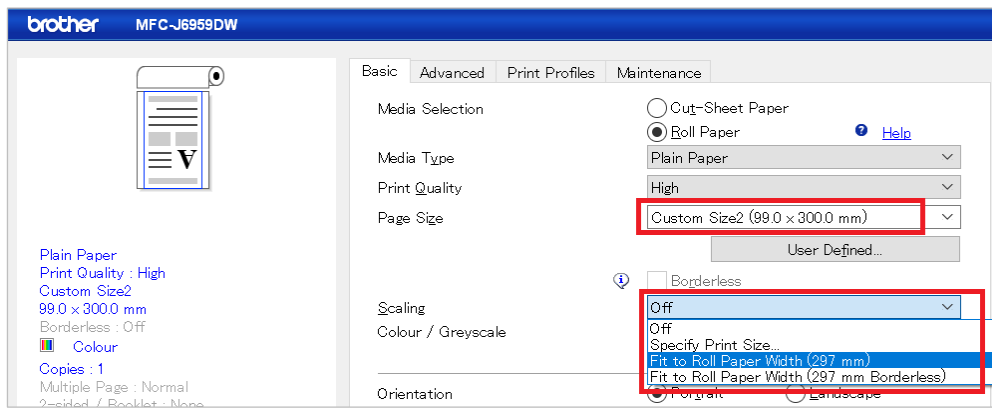 brother MFC-J6959DW
Basic Advanced Print Profiles Maintenance
Media Selection
Cut-Sheet Paper
Roll Paper
Help
Media Type
Plain Paper
Print Quality
High
Page Size
Custom Size2 (99.0 x 300.0 mm)
User Defined...
Borderless
Scaling
Off
Colour / Greyscale
Off
Specify Print Size...
Fit to Roll Paper Width (297 mm)
Fit to Roll Paper Width (297 mm Borderless)
Orientation
Portrait
Landscape
A
Plain Paper
Print Quality : High
Custom Size2
99.0 x 300.0 mm
Borderless : Off
Colour
Copies : 1
Multiple Page : Normal
2-sided / Booklet : None